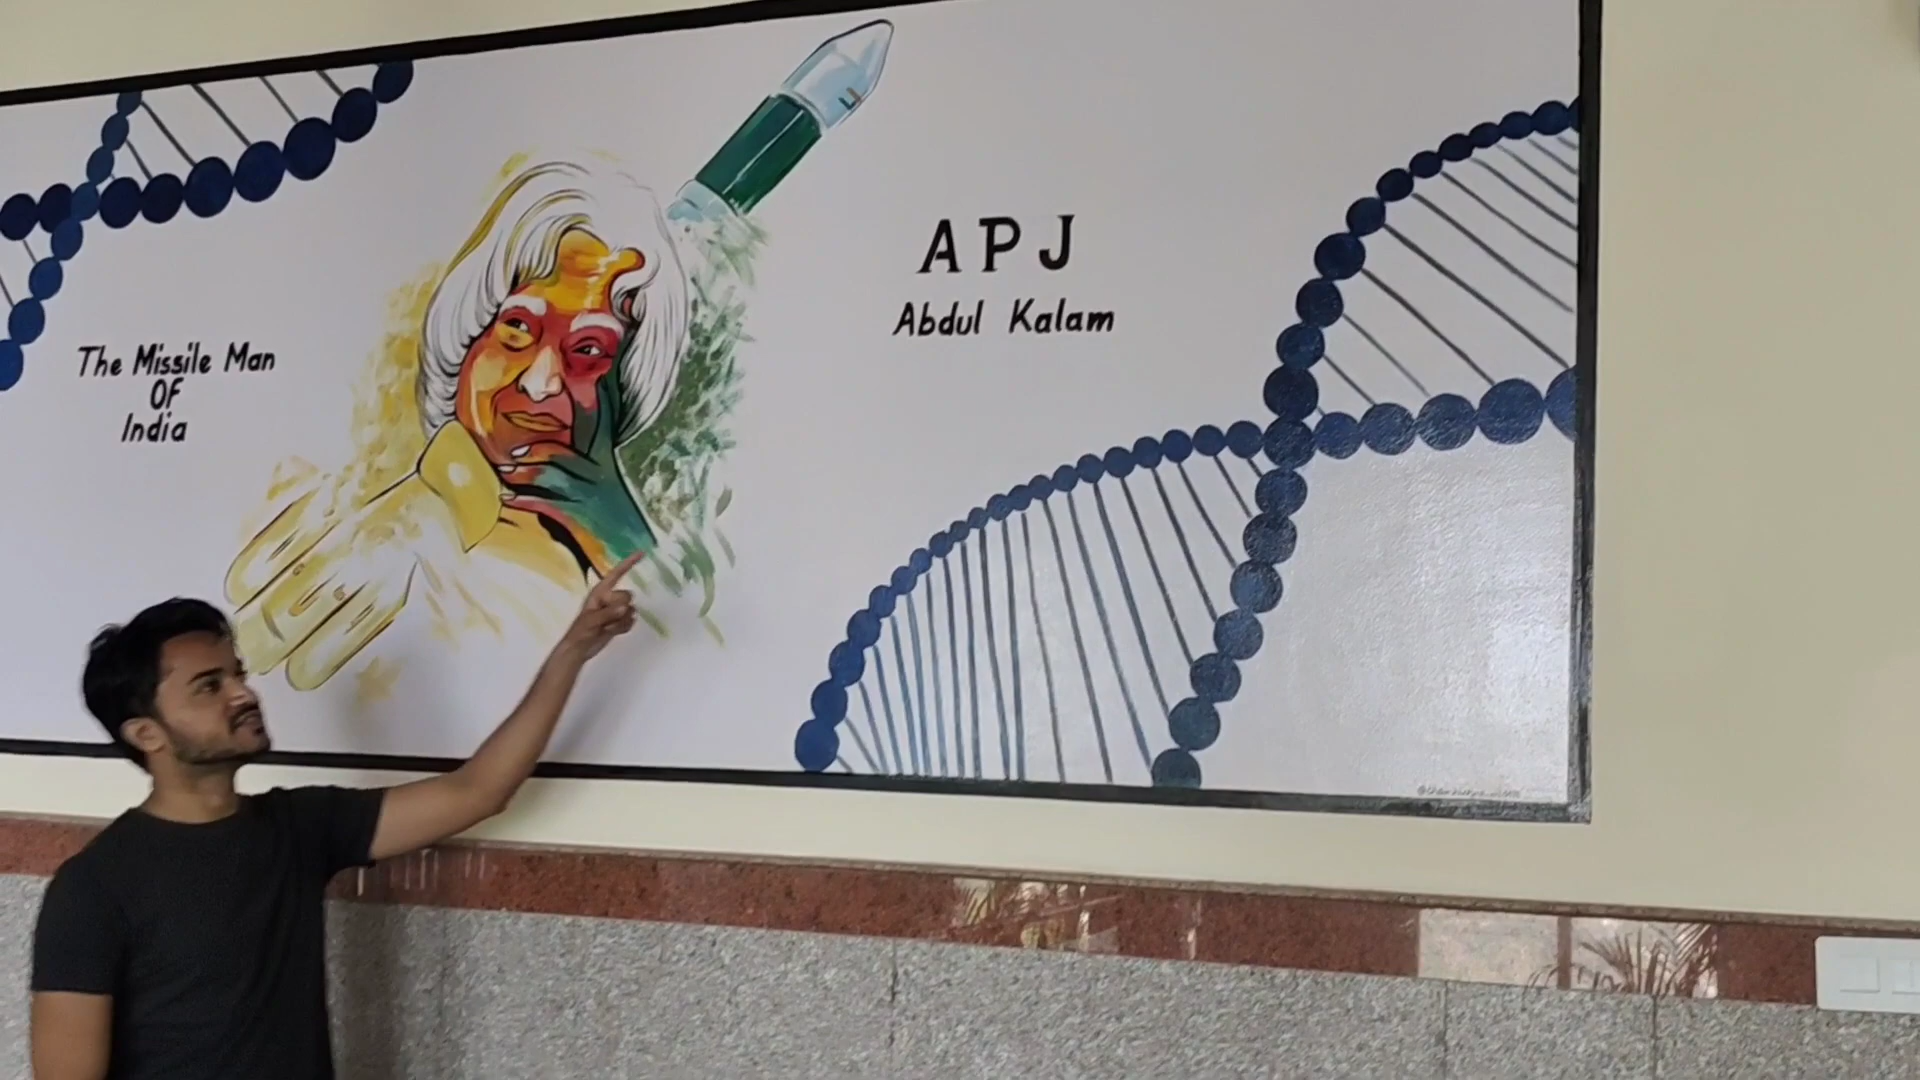 The Missile Man
OF
India
APJ
Abdul Kalam